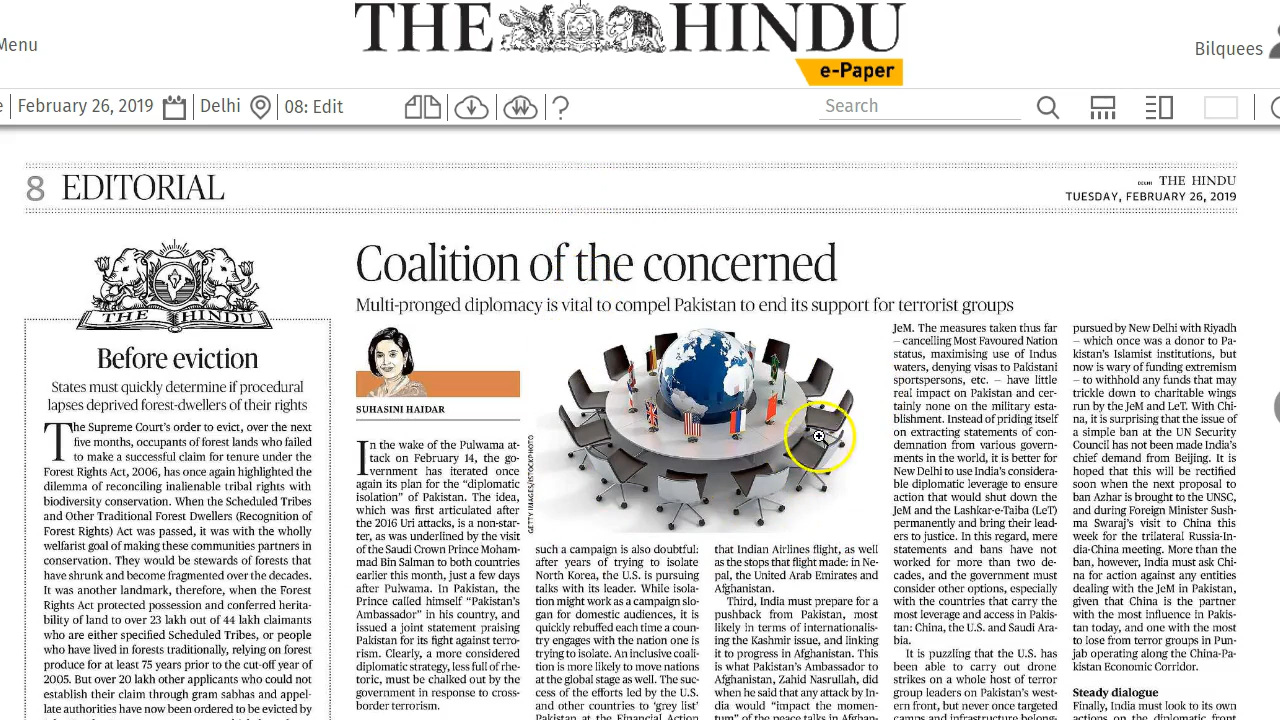 THE HINDU
e-Paper
Menu
Bilquees
February 26, 2019
Delhi
08: Edit
?
Search
8 EDITORIAL
DELHI THE HINDU
TUESDAY, FEBRUARY 26, 2019
THE HINDU
Before eviction
States must quickly determine if procedural
lapses deprived forest-dwellers of their rights
The Supreme Court's order to evict, over the next
five months, occupants of forest lands who failed
to make a successful claim for tenure under the
Forest Rights Act, 2006, has once again highlighted the
dilemma of reconciling inalienable tribal rights with
biodiversity conservation. When the Scheduled Tribes
and Other Traditional Forest Dwellers (Recognition of
Forest Rights) Act was passed, it was with the wholly
welfarist goal of making these communities partners in
conservation. They would be stewards of forests that
have shrunk and become fragmented over the decades.
It was another landmark, therefore, when the Forest
Rights Act protected possession and conferred herita-
bility of land to over 23 lakh out of 44 lakh claimants
who are either specified Scheduled Tribes, or people
who have lived in forests traditionally, relying on forest
produce for at least 75 years prior to the cut-off year of
2005. But over 20 lakh other applicants who could not
establish their claim through gram sabhas and appel-
late authorities have now been ordered to be evicted by
Coalition of the concerned
Multi-pronged diplomacy is vital to compel Pakistan to end its support for terrorist groups
SUHASINI HAIDAR
In the wake of the Pulwama at-
tack on February 14, the go-
vernment has iterated once
again its plan for the "diplomatic
isolation" of Pakistan. The idea,
which was first articulated after
the 2016 Uri attacks, is a non-star-
ter, as was underlined by the visit
of the Saudi Crown Prince Moham-
mad Bin Salman to both countries
earlier this month, just a few days
after. In Pakistan, the
Prince called himself "Pakistan's
Ambassador" in his country, and
issued a joint statement praising
Pakistan for its fight against terro-
rism. Clearly, a more considered
diplomatic strategy, less full of rhe-
toric, must be chalked out by the
government in response to cross-
border terrorism.
GETTY IMAGES/ISTOCKPHOTO
such a campaign is also doubtful:
after years of trying to isolate
North Korea, the U.S. is pursuing
talks with its leader. While isola-
tion might work as a campaign slo-
gan for domestic audiences, it is
quickly rebuffed each time a coun-
try engages with the nation one is
trying to isolate. An inclusive coali-
tion is more likely to move nations
at the global stage as well. The suc-
cess of the efforts led by the U.S.
and other countries to 'grey list'
Pakistan at the Financial Action
that Indian Airlines flight, as well
as the stops that flight made: in Ne-
pal, the United Arab Emirates and
Afghanistan.
Third, India must prepare for a
pushback from Pakistan, most
likely in terms of internationalis-
ing the Kashmir issue, and linking
it to progress in Afghanistan. This
is what Pakistan's Ambassador to
Afghanistan, Zahid Nasrullah, did
when he said that any attack by In-
dia would "impact the momen-
tum" of the peace talks in Afghan-
JeM. The measures taken thus far
– cancelling Most Favoured Nation
status, maximising use of Indus
waters, denying visas to Pakistani
sportspersons, etc. – have little
real impact on Pakistan and cer-
tainly none on the military esta-
blishment. Instead of priding itself
on extracting statements of con-
demnation from various govern-
ments in the world, it is better for
New Delhi to use India's considera-
ble diplomatic leverage to ensure
action that would shut down the
JeM and the Lashkar-e-Taiba (LeT)
permanently and bring their lead-
ers to justice. In this regard, mere
statements and bans have not
worked for more than two de-
cades, and the government must
consider other options, especially
with the countries that carry the
most leverage and access in Pakis-
tan: China, the U.S. and Saudi Ara-
bia.
It is puzzling that the U.S. has
been able to carry out drone
strikes on a whole host of terror
group leaders on Pakistan's west-
ern front, but never once targeted
camps and infrastructure belong-
pursued by New Delhi with Riyadh
– which once was a donor to Pa-
kistan's Islamist institutions, but
now is wary of funding extremism
– to withhold any funds that may
trickle down to charitable wings
run by the JeM and LeT. With Chi-
na, it is surprising that the issue of
a simple ban at the UN Security
Council has not been made India's
chief demand from Beijing. It is
hoped that this will be rectified
soon when the next proposal to
ban Azhar is brought to the UNSC,
and during Foreign Minister Sush-
ma Swaraj's visit to China this
week for the trilateral Russia-In-
dia-China meeting. More than the
ban, however, India must ask Chi-
na for action against any entities
dealing with the JeM in Pakistan,
given that China is the partner
with the most influence in Pakis-
tan today, and one with the most
to lose from terror groups in Pun-
jab operating along the China-Pa-
kistan Economic Corridor.
Steady dialogue
Finally, India must look to its own
actions on the diplomatic front